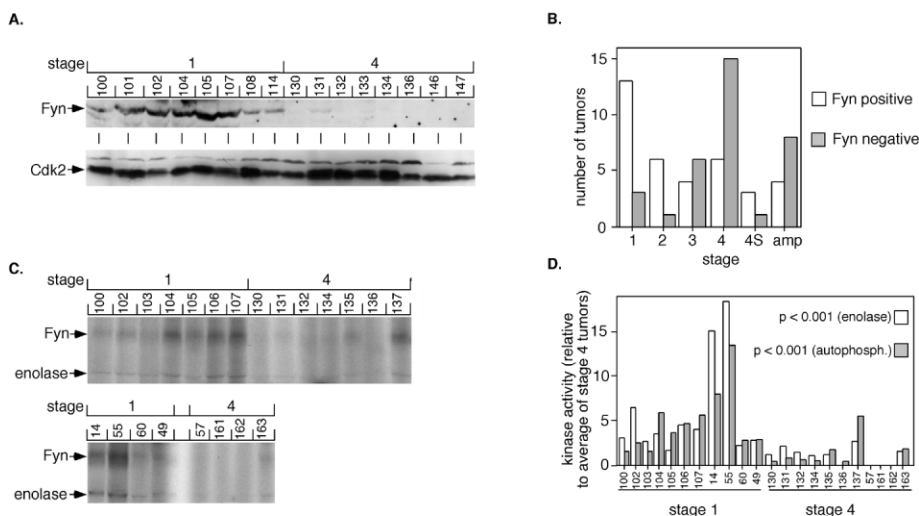 A.
stage
1
4
100 101 102 104 105 107 108 114 130 131 132 133 134 136 146 147
Fyn
Cdk2
B.
number of tumors
15
10
5
0
1 2 3 4 4S amp
stage
Fyn positive
Fyn negative
C.
stage
1
4
100 102 103 104 105 106 107 130 131 132 134 135 136 137
Fyn
enolase
stage
1
4
14 55 60 49 57 161 162 163
Fyn
enolase
D.
kinase activity (relative
to average of stage 4 tumors)
15
10
5
0
p < 0.001 (enolase)
p < 0.001 (autophosph.)
100 102 103 104 105 106 107 14 55 60 49 130 131 132 134 135 136 137 57 161 162 163
stage 1
stage 4